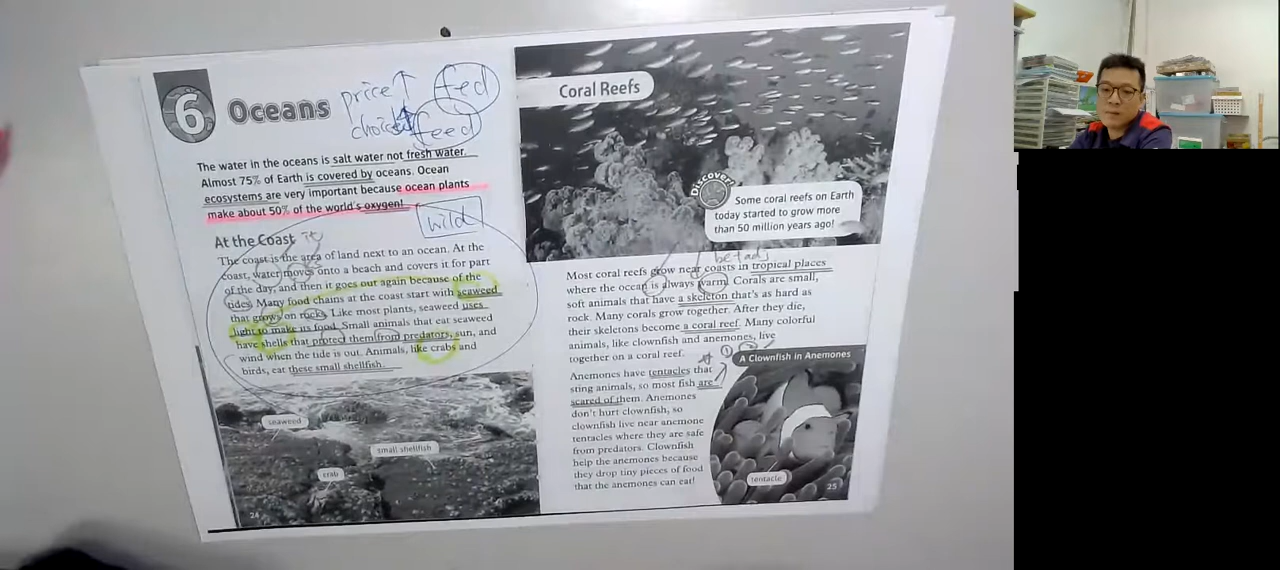 6 Oceans
price ↑ fed
feed
The water in the oceans is salt water not fresh water.
Almost 75% of Earth is covered by oceans. Ocean
ecosystems are very important because ocean plants
make about 50% of the world's oxygen!
wild
At the Coast it
The coast is the area of land next to an ocean. At the
coast, water moves onto a beach and covers it for part
of the day, and then it goes out again because of the
tides. Many food chains at the coast start with seaweed
that grows on rocks. Like most plants, seaweed uses
light to make its food. Small animals that eat seaweed
have shells that protect them from predators, sun, and
wind when the tide is out. Animals, like crabs and
birds, eat these small shellfish.
seaweed
small shellfish
crab
24
Coral Reefs
Discover!
Some coral reefs on Earth
today started to grow more
than 50 million years ago!
Most coral reefs grow near coasts in tropical places
where the ocean is always warm. Corals are small,
soft animals that have a skeleton that's as hard as
rock. Many corals grow together. After they die,
their skeletons become a coral reef. Many colorful
animals, like clownfish and anemones, live
together on a coral reef.
① ②
Anemones have tentacles that
sting animals, so most fish are
scared of them. Anemones
don't hurt clownfish, so
clownfish live near anemone
tentacles where they are safe
from predators. Clownfish
help the anemones because
they drop tiny pieces of food
that the anemones can eat!
A Clownfish in Anemones
tentacle
25